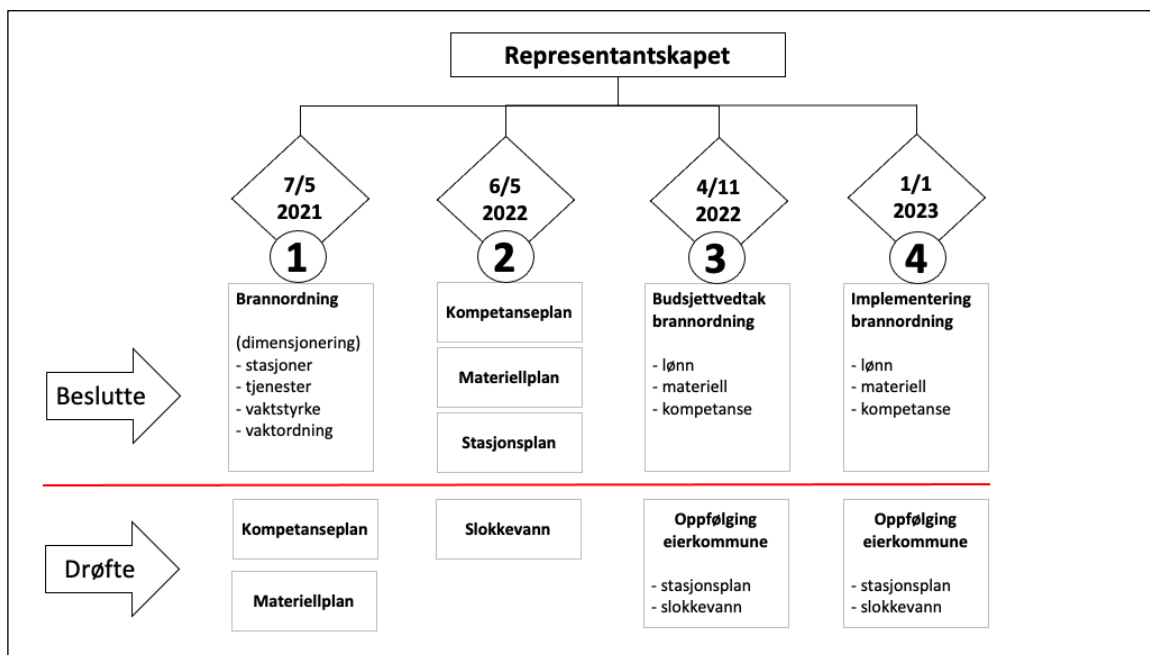 Representantskapet
7/5
2021
6/5
2022
4/11
2022
1/1
2023
1
2
3
4
Beslutte
Brannordning
(dimensjonering)
- stasjoner
- tjenester
- vaktstyrke
- vaktordning
Kompetanseplan
Materiellplan
Stasjonsplan
Budsjettvedtak
brannordning
- lønn
- materiell
- kompetanse
Implementering
brannordning
- lønn
- materiell
- kompetanse
Drøfte
Kompetanseplan
Materiellplan
Slokkevann
Oppfølging
eierkommune
- stasjonsplan
- slokkevann
Oppfølging
eierkommune
- stasjonsplan
- slokkevann